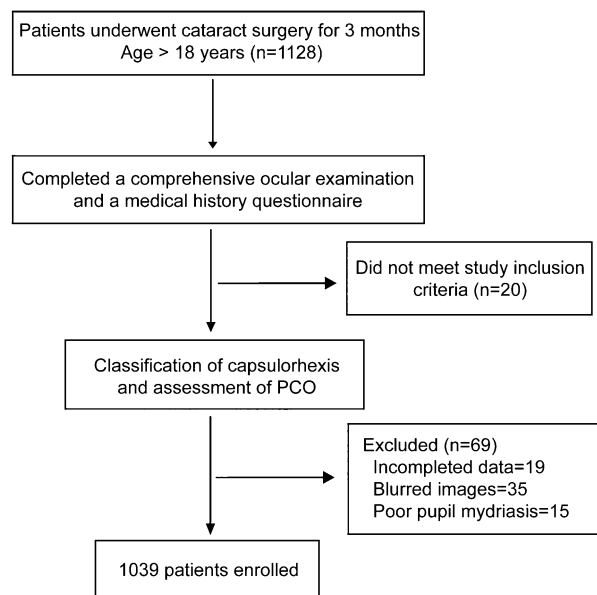 Patients underwent cataract surgery for 3 months
Age > 18 years (n=1128)
Completed a comprehensive ocular examination
and a medical history questionnaire
Did not meet study inclusion
criteria (n=20)
Classification of capsulorhexis
and assessment of PCO
Excluded (n=69)
Incompleted data=19
Blurred images=35
Poor pupil mydriasis=15
1039 patients enrolled